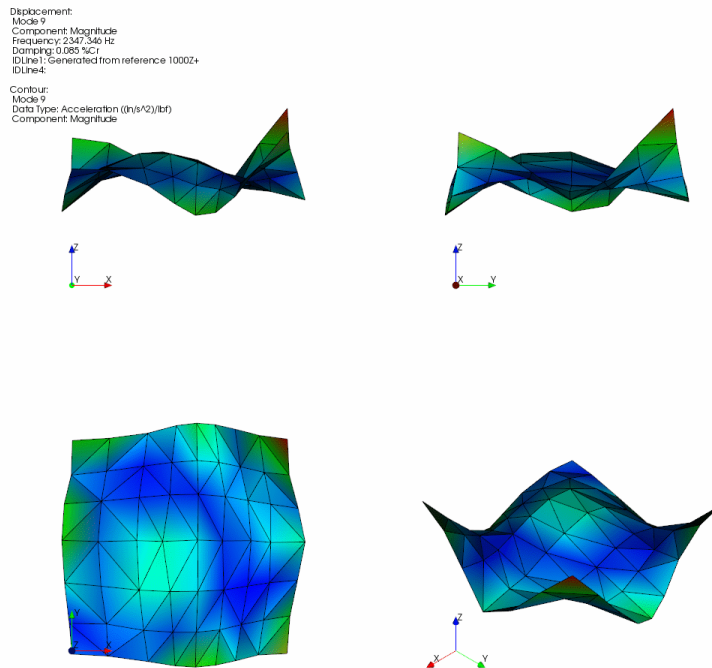 Displacement:
Mode 9
Component: Magnitude
Frequency: 2347.346 Hz
Damping: 0.085 %Cr
IDLine1: Generated from reference 1000Z+
IDLine4:
Contour:
Mode 9
Data Type: Acceleration ((in/s^2)/lbf)
Component: Magnitude
Z
Y X
Z
X Y
Y
Z X
Z
X Y